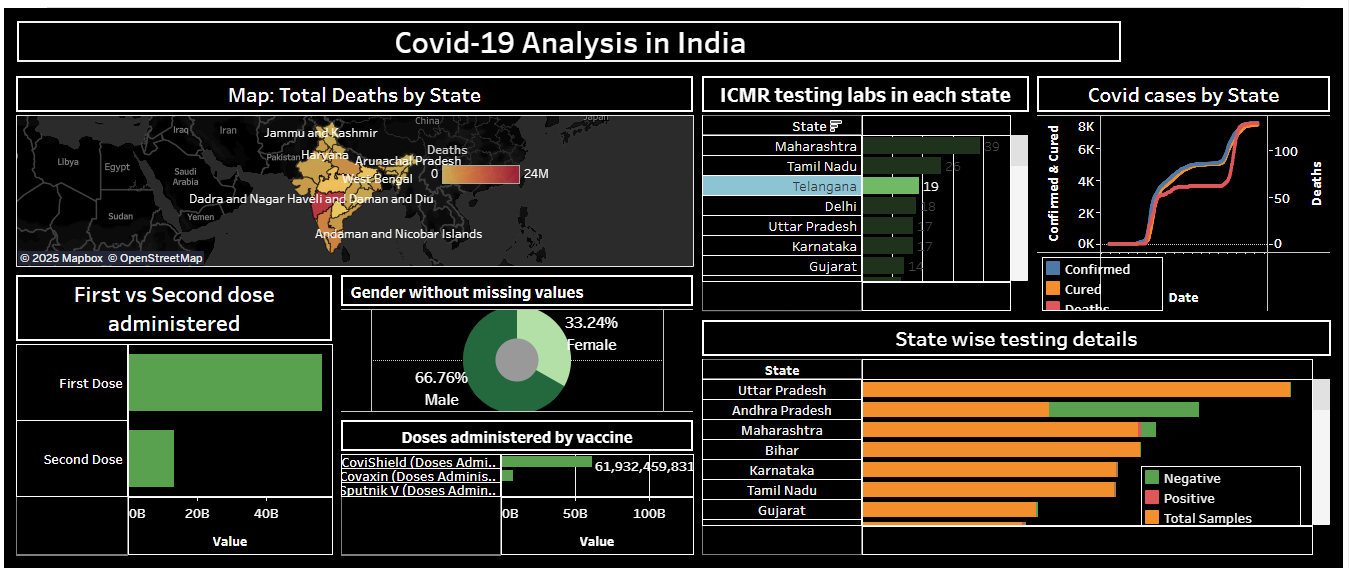 Covid-19 Analysis in India
Map: Total Deaths by State
Iraq
Iran
China
Japan
Libya
Egypt
Saudi
Arabia
Pakistan
Sudan
Yemen
Jammu and Kashmir
Haryana
Arunachal Pradesh
West Bengal
Dadra and Nagar Haveli and Daman and Diu
Andaman and Nicobar Islands
Deaths
0
24M
© 2025 Mapbox © OpenStreetMap
ICMR testing labs in each state
State
Maharashtra 39
Tamil Nadu 26
Telangana 19
Delhi 18
Uttar Pradesh 17
Karnataka 17
Gujarat 14
Covid cases by State
Confirmed & Cured
8K
6K
4K
2K
0K
100
50
0
Deaths
Confirmed
Cured
Deaths
Date
First vs Second dose
administered
First Dose
Second Dose
0B 20B 40B
Value
Gender without missing values
33.24%
Female
66.76%
Male
Doses administered by vaccine
CoviShield (Doses Admi.. 61,932,459,831
Covaxin (Doses Adminis..
Sputnik V (Doses Admin..
0B 50B 100B
Value
State wise testing details
State
Uttar Pradesh
Andhra Pradesh
Maharashtra
Bihar
Karnataka
Tamil Nadu
Gujarat
Negative
Positive
Total Samples